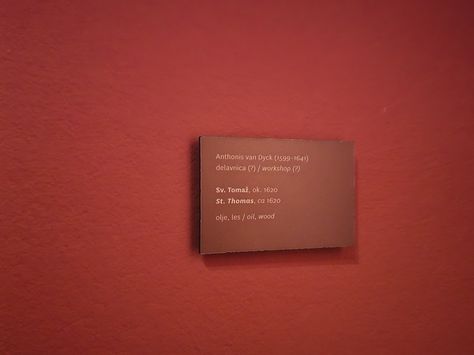 Anthonis van Dyck (1599–1641)
delavnica (?) / workshop (?)
Sv. Tomaž, ok. 1620
St. Thomas, ca 1620
olje, les / oil, wood